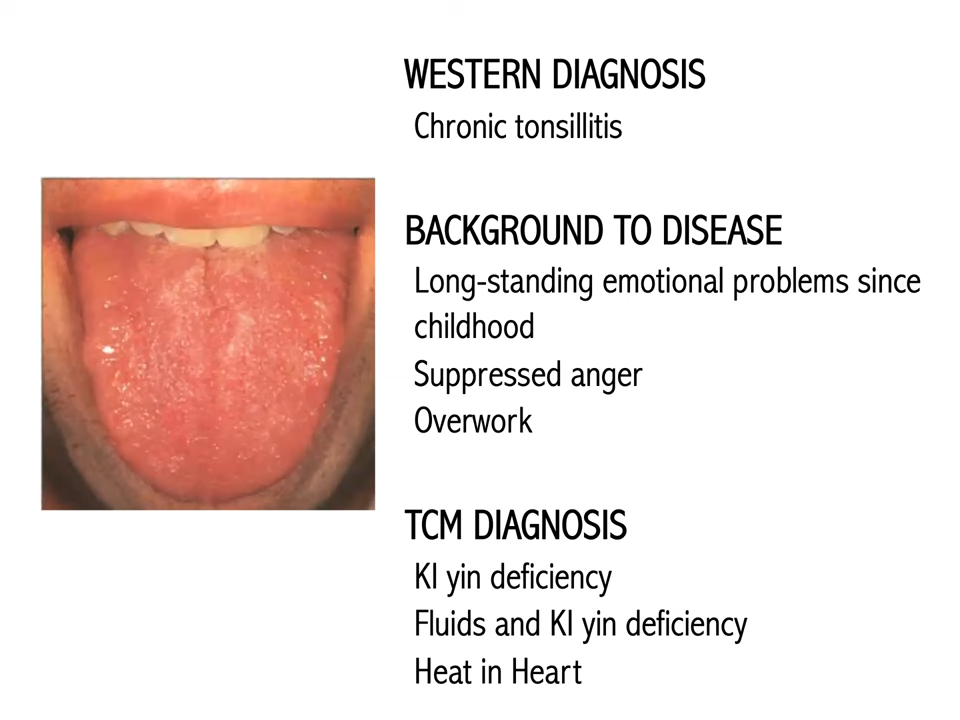 WESTERN DIAGNOSIS
Chronic tonsillitis
BACKGROUND TO DISEASE
Long-standing emotional problems since
childhood
Suppressed anger
Overwork
TCM DIAGNOSIS
KI yin deficiency
Fluids and KI yin deficiency
Heat in Heart